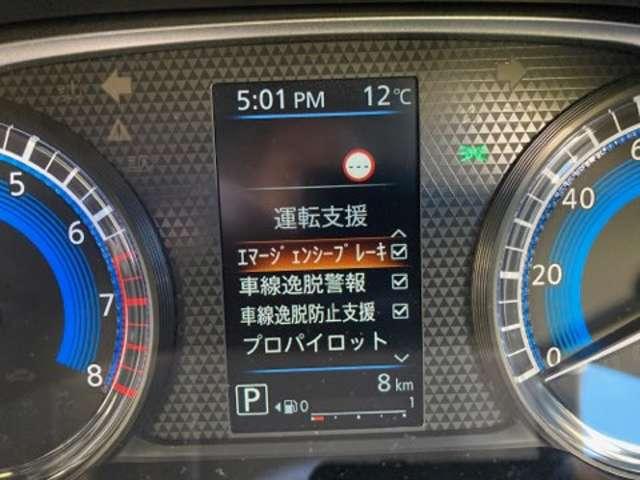 5:01 PM 12℃
---
運転支援
ｴﾏｰｼﾞｪﾝｼｰﾌﾞﾚｰｷ
車線逸脱警報
車線逸脱防止支援
プロパイロット
8 km
P 0 1
5
6
7
8
6
40
20
0